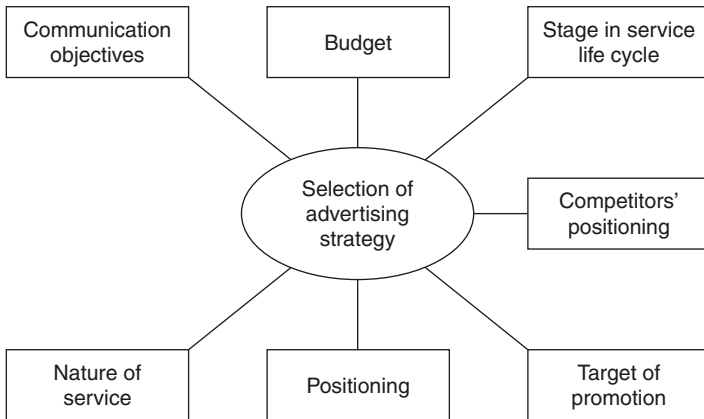 Communication
objectives
Budget
Stage in service
life cycle
Selection of
advertising
strategy
Competitors'
positioning
Nature of
service
Positioning
Target of
promotion